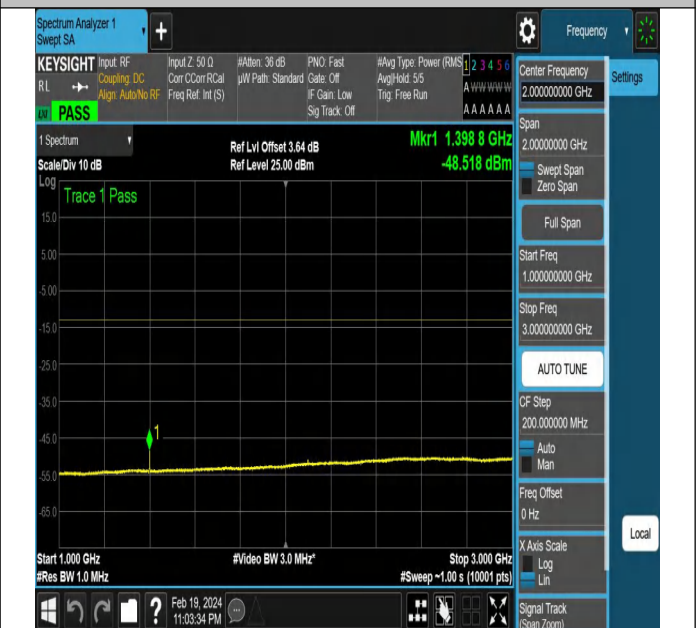 Spectrum Analyzer 1
Swept SA
+
Frequency
KEYSIGHT
RL
Input: RF
Coupling: DC
Align: Auto/No RF
Input Z: 50 Ω
Corr CCorr RCal
Freq Ref: Int (S)
#Atten: 36 dB
µW Path: Standard
PNO: Fast
Gate: Off
IF Gain: Low
Sig Track: Off
#Avg Type: Power (RMS
Avg|Hold: 5/5
Trig: Free Run
1 2 3 4 5 6
A W W W W W
A A A A A A
PASS
1 Spectrum
Scale/Div 10 dB
Ref Lvl Offset 3.64 dB
Ref Level 25.00 dBm
Mkr1 1.398 8 GHz
-48.518 dBm
Log
Trace 1 Pass
15.0
5.00
-5.00
-15.0
-25.0
-35.0
-45.0
-55.0
-65.0
1
Start 1.000 GHz
#Res BW 1.0 MHz
#Video BW 3.0 MHz*
Stop 3.000 GHz
#Sweep ~1.00 s (10001 pts)
Feb 19, 2024
11:03:34 PM
?
Center Frequency
2.000000000 GHz
Settings
Span
2.00000000 GHz
Swept Span
Zero Span
Full Span
Start Freq
1.000000000 GHz
Stop Freq
3.000000000 GHz
AUTO TUNE
CF Step
200.000000 MHz
Auto
Man
Freq Offset
0 Hz
X Axis Scale
Log
Lin
Local
Signal Track
(Span Zoom)